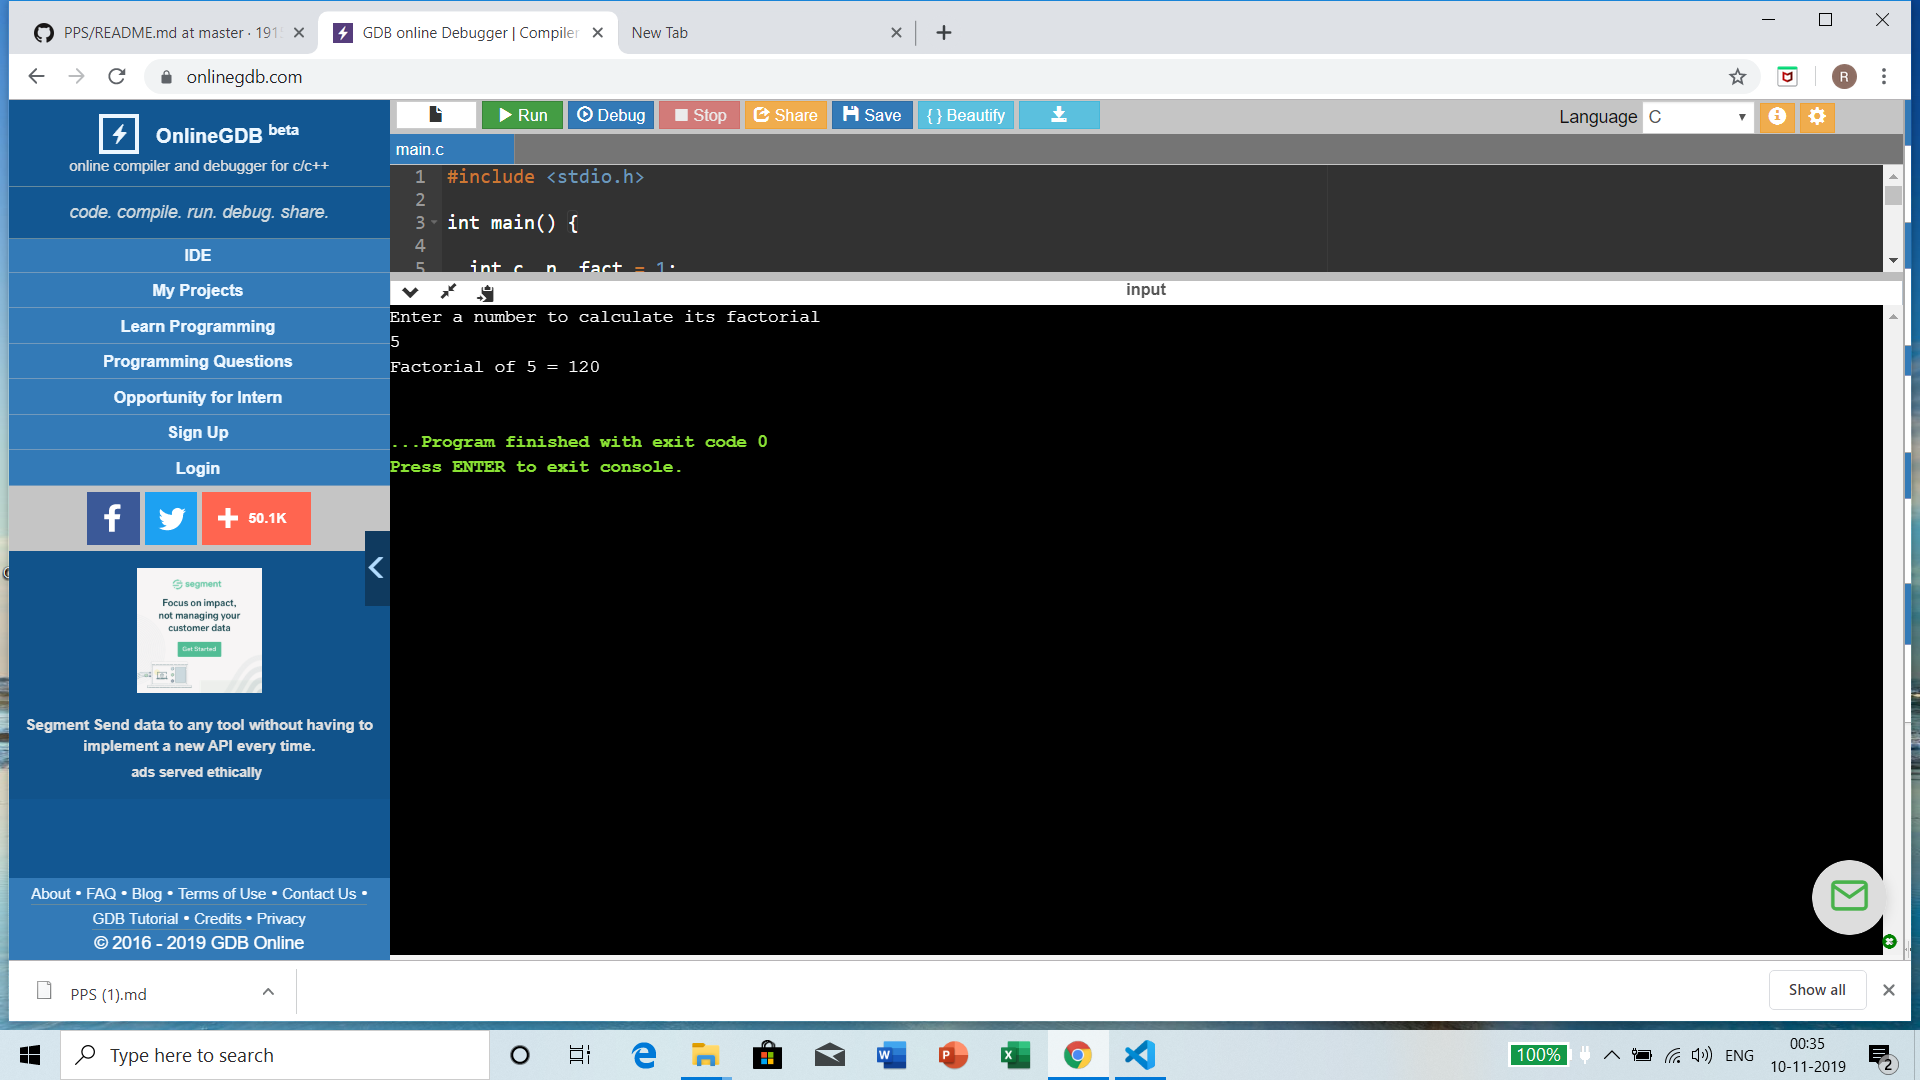 PPS/README.md at master · 191
GDB online Debugger | Compiler
New Tab
onlinegdb.com
R
OnlineGDB beta
online compiler and debugger for c/c++
code. compile. run. debug. share.
IDE
My Projects
Learn Programming
Programming Questions
Opportunity for Intern
Sign Up
Login
50.1K
segment
Focus on impact,
not managing your
customer data
Get Started
Segment Send data to any tool without having to
implement a new API every time.
ads served ethically
About • FAQ • Blog • Terms of Use • Contact Us •
GDB Tutorial • Credits • Privacy
© 2016 - 2019 GDB Online
Run
Debug
Stop
Share
Save
{ } Beautify
Language C
main.c
1 #include <stdio.h>
2
3 int main() {
4
5 int c, n, fact = 1;
input
Enter a number to calculate its factorial
5
Factorial of 5 = 120
...Program finished with exit code 0
Press ENTER to exit console.
PPS (1).md
Show all
Type here to search
100%
ENG
00:35
10-11-2019
2